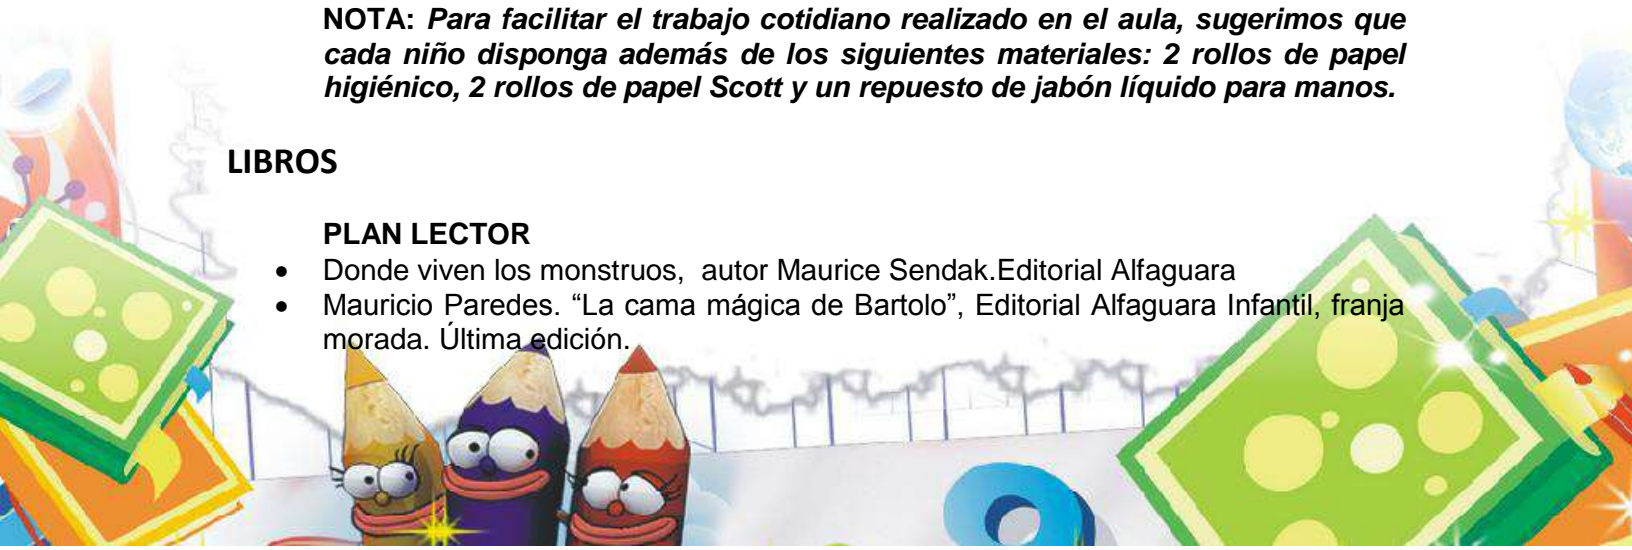 NOTA: Para facilitar el trabajo cotidiano realizado en el aula, sugerimos que
cada niño disponga además de los siguientes materiales: 2 rollos de papel
higiénico, 2 rollos de papel Scott y un repuesto de jabón líquido para manos.
LIBROS
PLAN LECTOR
• Donde viven los monstruos,  autor Maurice Sendak.Editorial Alfaguara
• Mauricio Paredes. “La cama mágica de Bartolo”, Editorial Alfaguara Infantil, franja
morada. Última edición.